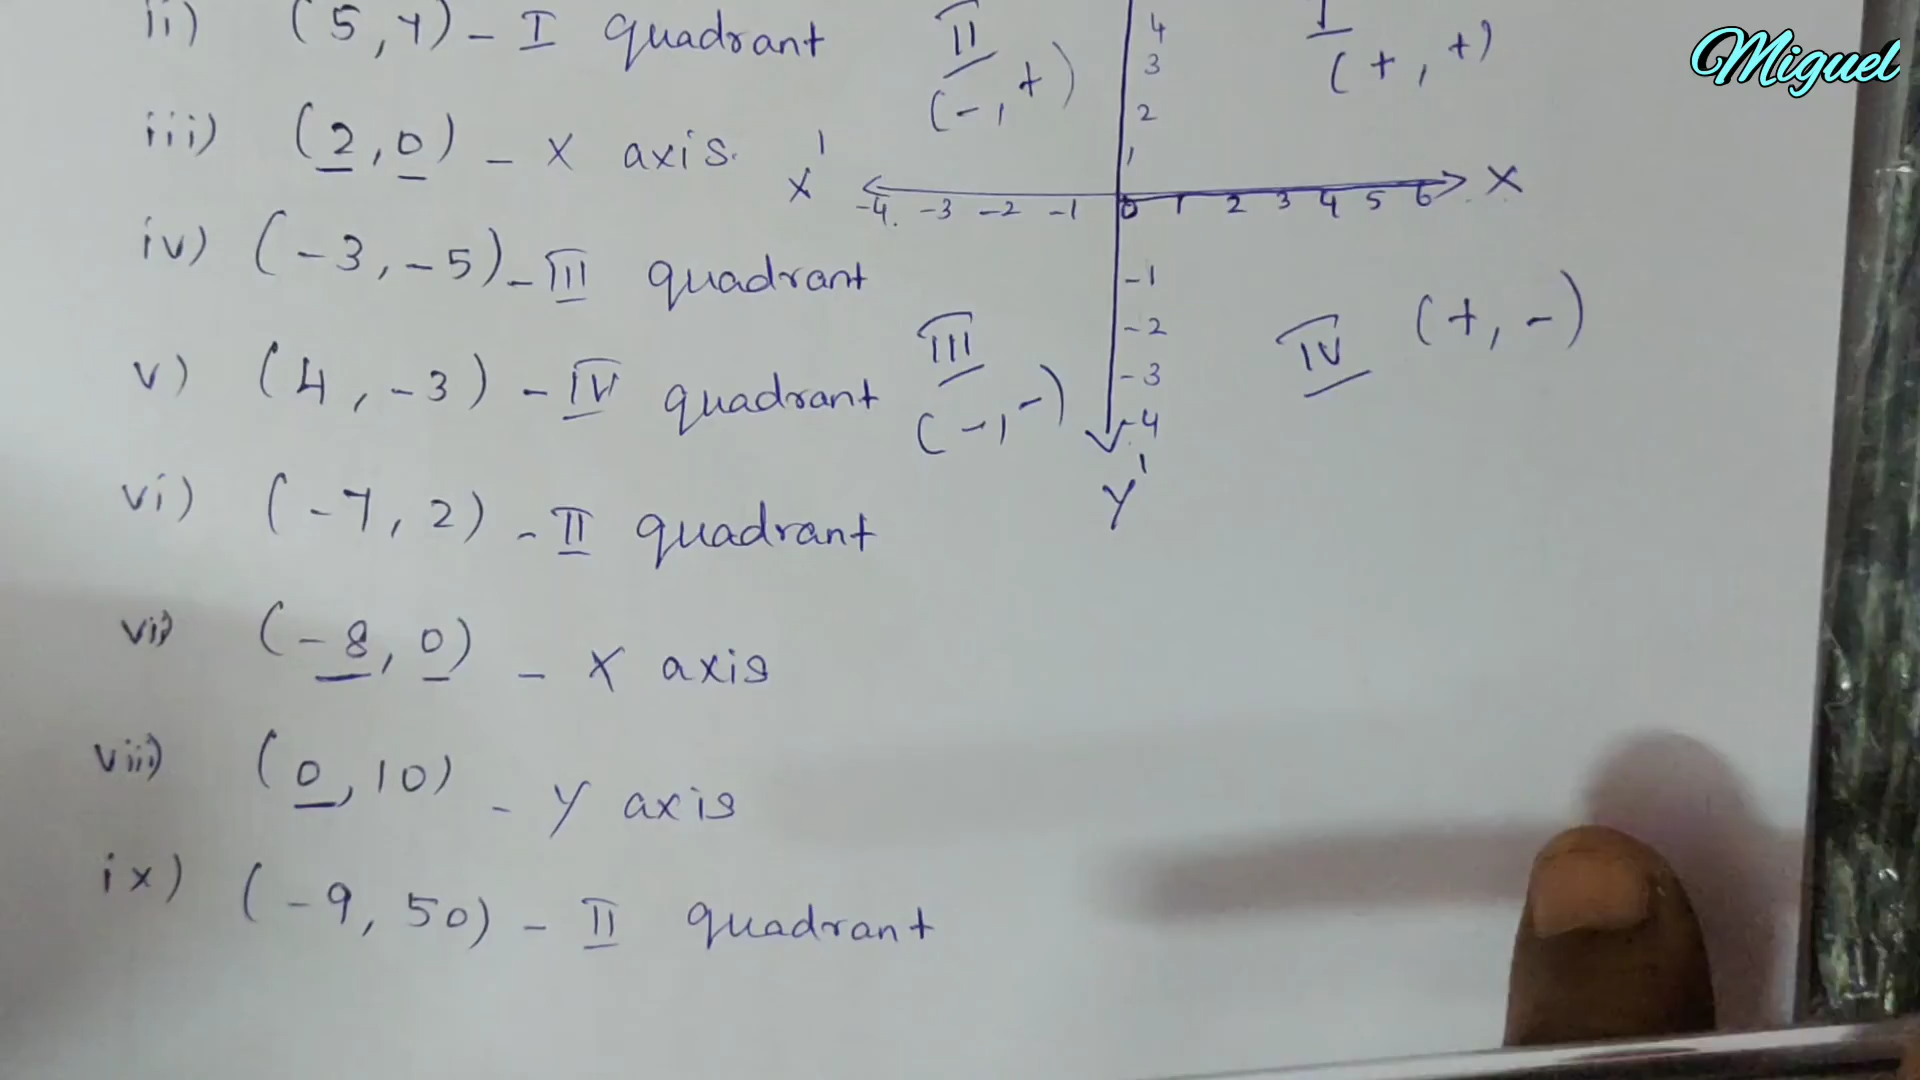 ii) (5, 7) - I quadrant
iii) (2, 0) - X axis.
iv) (-3, -5) - III quadrant
v) (4, -3) - IV quadrant
vi) (-7, 2) - II quadrant
vii) (-8, 0) - X axis
viii) (0, 10) - Y axis
ix) (-9, 50) - II quadrant
II
(-, +)
I
(+, +)
4
3
2
1
X'
-4 -3 -2 -1 0 1 2 3 4 5 6
X
-1
-2
-3
-4
III
(-, -)
IV (+, -)
Y'
Miguel